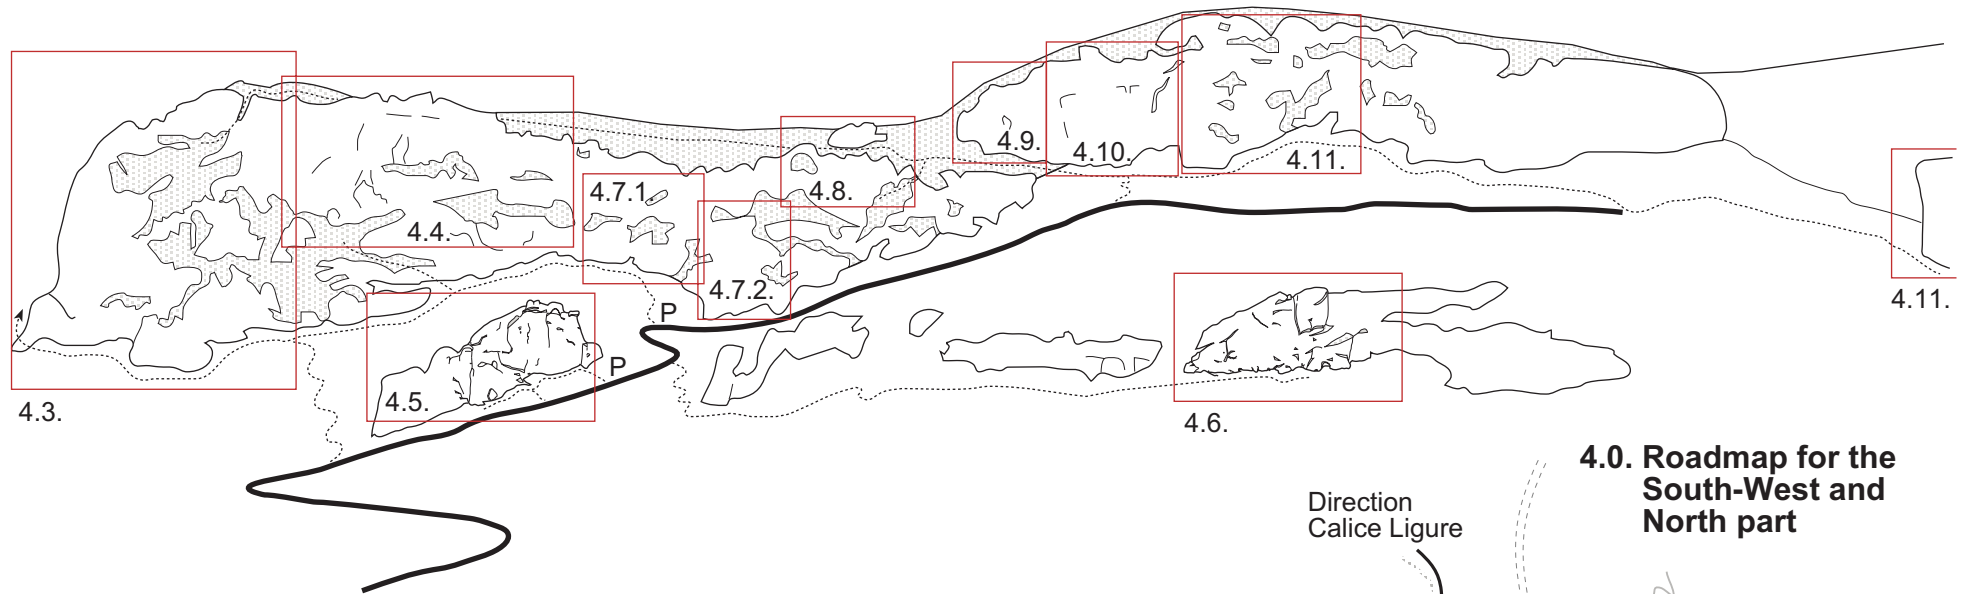 4.9.
4.10.
4.11.
4.7.1.
4.8.
4.4.
4.7.2.
4.11.
P
P
4.5.
4.3.
4.6.
4.0. Roadmap for the
South-West and
North part
Direction
Calice Ligure